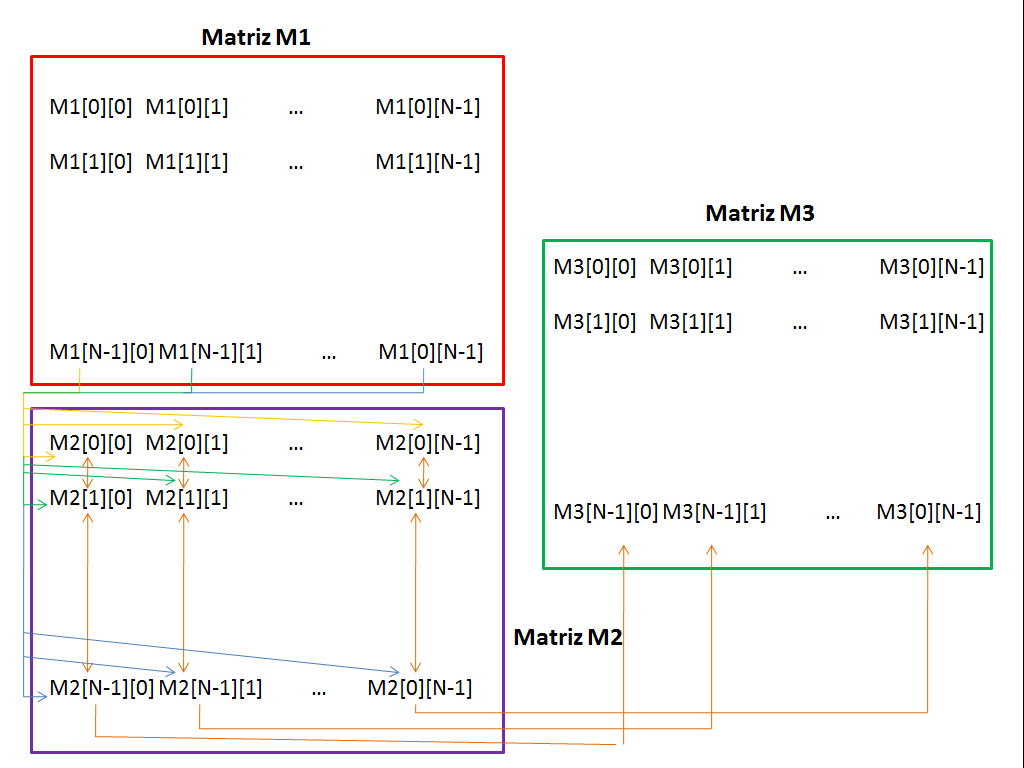 Matriz M1
M1[0][0] M1[0][1] ... M1[0][N-1]
M1[1][0] M1[1][1] ... M1[1][N-1]
M1[N-1][0] M1[N-1][1] ... M1[0][N-1]
M2[0][0] M2[0][1] ... M2[0][N-1]
M2[1][0] M2[1][1] ... M2[1][N-1]
M2[N-1][0] M2[N-1][1] ... M2[0][N-1]
Matriz M2
Matriz M3
M3[0][0] M3[0][1] ... M3[0][N-1]
M3[1][0] M3[1][1] ... M3[1][N-1]
M3[N-1][0] M3[N-1][1] ... M3[0][N-1]